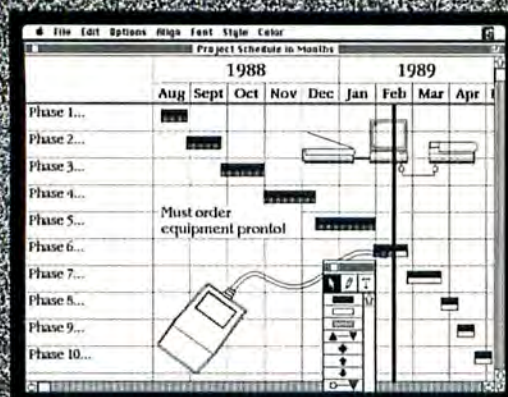 File Edit Options Align Font Style Color
Project Schedule in Months
1988 1989
Aug Sept Oct Nov Dec Jan Feb Mar Apr
Phase 1...
Phase 2...
Phase 3...
Phase 4...
Must order
equipment pronto!
Phase 5...
Phase 6...
Phase 7...
Phase 8...
Phase 9...
Phase 10...
T